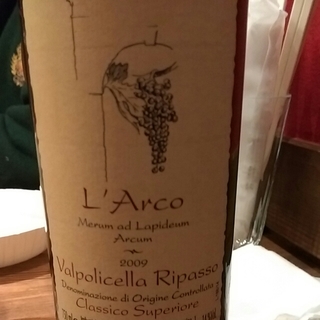 L'Arco
Merum ad Lapideum
Arcum
2009
Valpolicella Ripasso
Denominazione di Origine Controllata
Classico Superiore